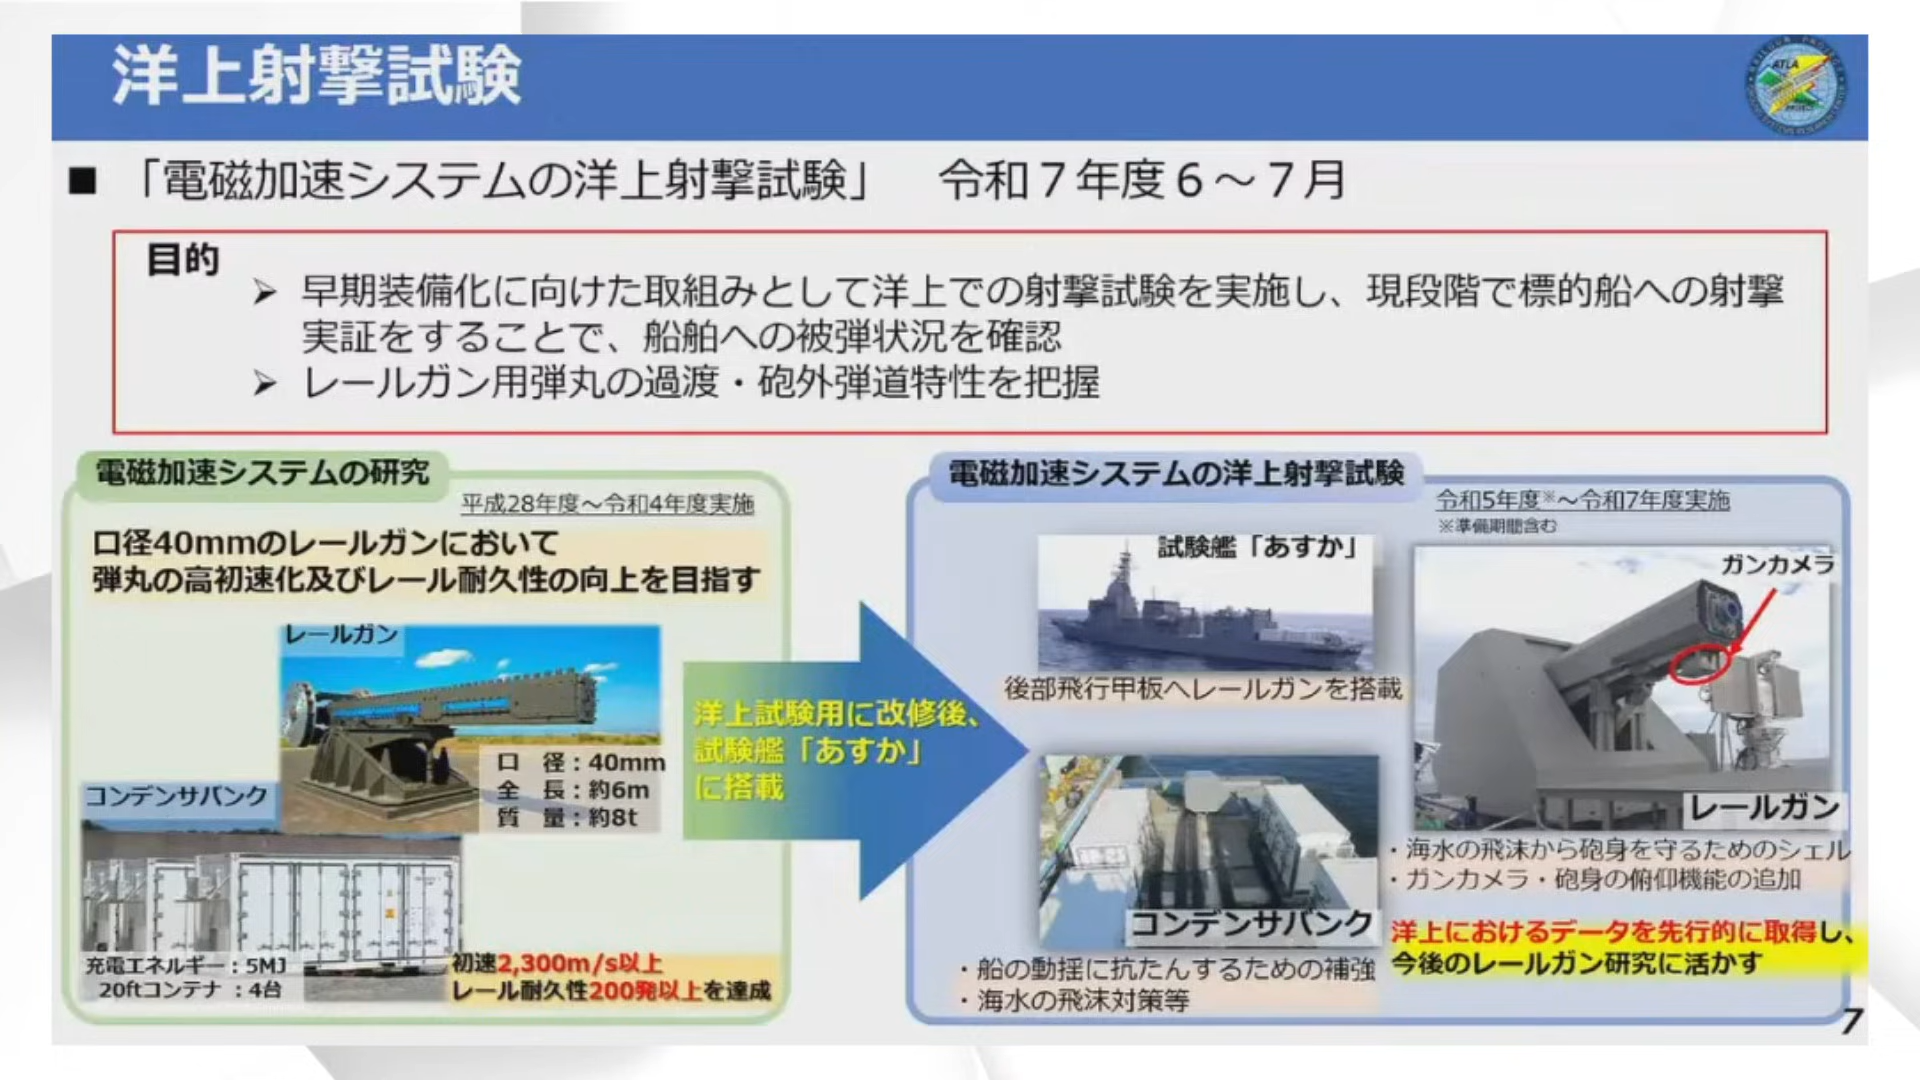 洋上射撃試験
ATLA
■ 「電磁加速システムの洋上射撃試験」 令和７年度６～７月
目的
➢ 早期装備化に向けた取組みとして洋上での射撃試験を実施し、現段階で標的船への射撃
実証をすることで、船舶への被弾状況を確認
➢ レールガン用弾丸の過渡・砲外弾道特性を把握
電磁加速システムの研究
平成28年度～令和4年度実施
口径40mmのレールガンにおいて
弾丸の高初速化及びレール耐久性の向上を目指す
レールガン
口　径：40mm
全　長：約6m
質　量：約8t
コンデンサバンク
充電エネルギー：5MJ
20ftコンテナ ：4台
初速2,300m/s以上
レール耐久性200発以上を達成
洋上試験用に改修後、
試験艦「あすか」
に搭載
電磁加速システムの洋上射撃試験
令和5年度※～令和7年度実施
※準備期間含む
試験艦「あすか」
後部飛行甲板へレールガンを搭載
ガンカメラ
レールガン
・海水の飛沫から砲身を守るためのシェル
・ガンカメラ・砲身の俯仰機能の追加
コンデンサバンク
・船の動揺に抗たんするための補強
・海水の飛沫対策等
洋上におけるデータを先行的に取得し、
今後のレールガン研究に活かす
7